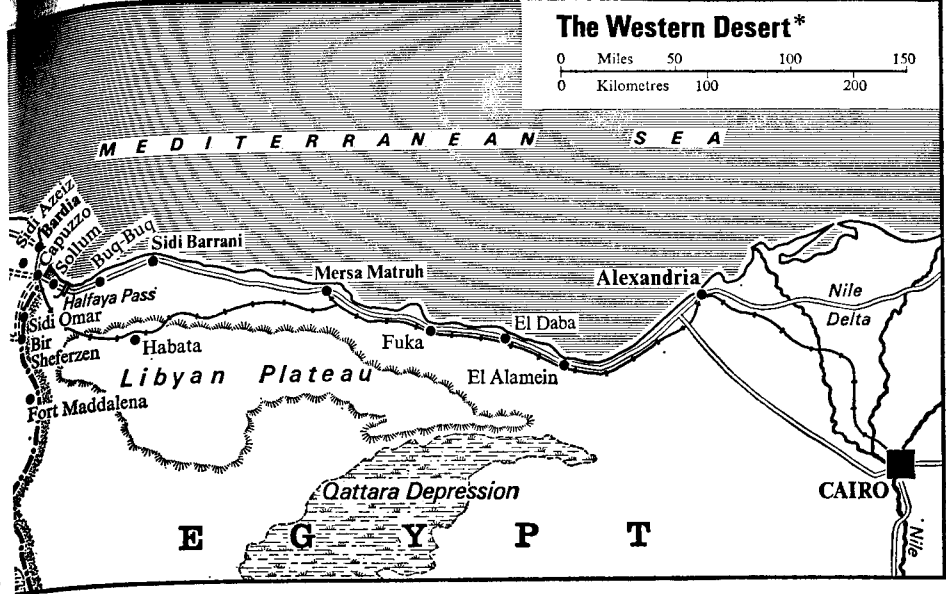 The Western Desert*
0 Miles 50 100 150
0 Kilometres 100 200
MEDITERRANEAN SEA
Sidi Azeiz
Bardia
Capuzzo
Sollum
Buq-Buq
Sidi Barrani
Halfaya Pass
Mersa Matruh
Alexandria
Nile
Delta
Sidi Omar
Bir
Sheferzen
Habata
Fuka
El Daba
El Alamein
Libyan Plateau
Fort Maddalena
Qattara Depression
CAIRO
EGYPT
Nile